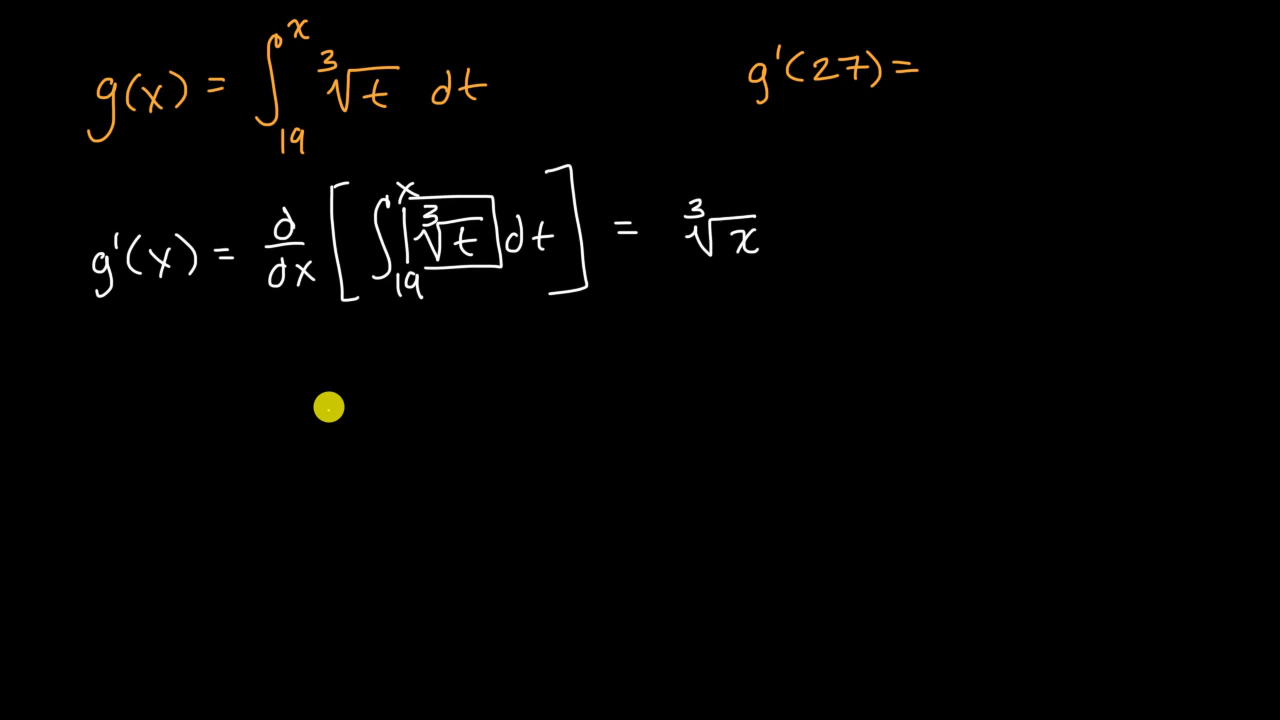 g(x) = ∫₁₉ˣ ∛t dt
g'(27) =
g'(x) = d/dx [∫₁₉ˣ ∛t dt] = ∛x